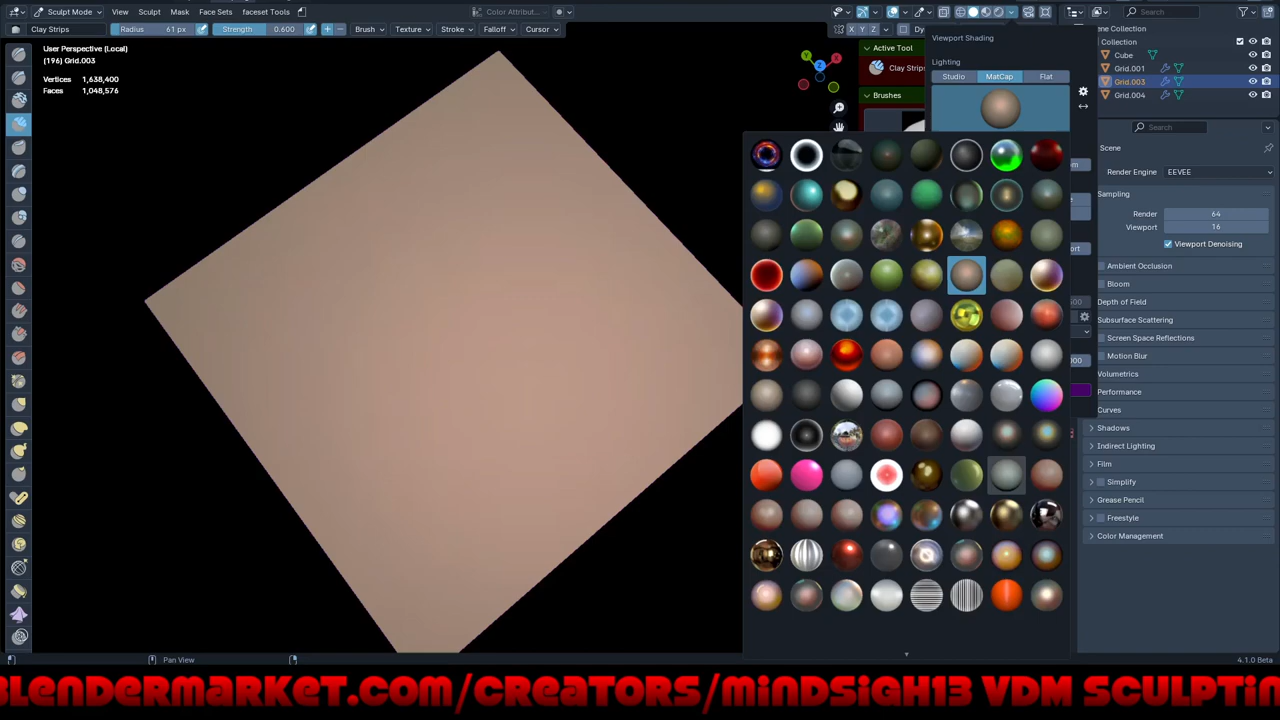 Sculpt Mode View Sculpt Mask Face Sets faceset Tools Color Attribut... Search
Clay Strips Radius 61 px Strength 0.600 Brush Texture Stroke Falloff Cursor X Y Z
User Perspective (Local)
(196) Grid.003
Vertices 1,638,400
Faces 1,048,576
Active Tool
Clay Strips
Brushes
Viewport Shading
Lighting
Studio MatCap Flat
Collection
Cube
Grid.001
Grid.003
Grid.004
Search
Scene
Render Engine EEVEE
Sampling
Render 64
Viewport 16
Viewport Denoising
Ambient Occlusion
Bloom
Depth of Field
Subsurface Scattering
Screen Space Reflections
Motion Blur
Volumetrics
Performance
Curves
Shadows
Indirect Lighting
Film
Simplify
Grease Pencil
Freestyle
Color Management
Pan View 4.1.0 Beta
blendermarket.com/creators/mindsigh13 VDM SCULPTin